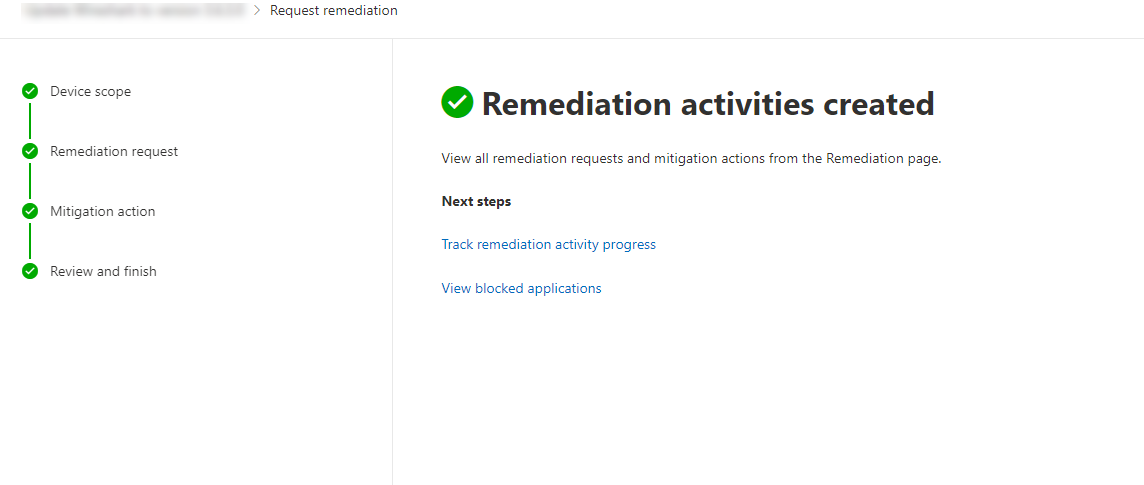 Request remediation
Device scope
Remediation request
Mitigation action
Review and finish
Remediation activities created
View all remediation requests and mitigation actions from the Remediation page.
Next steps
Track remediation activity progress
View blocked applications